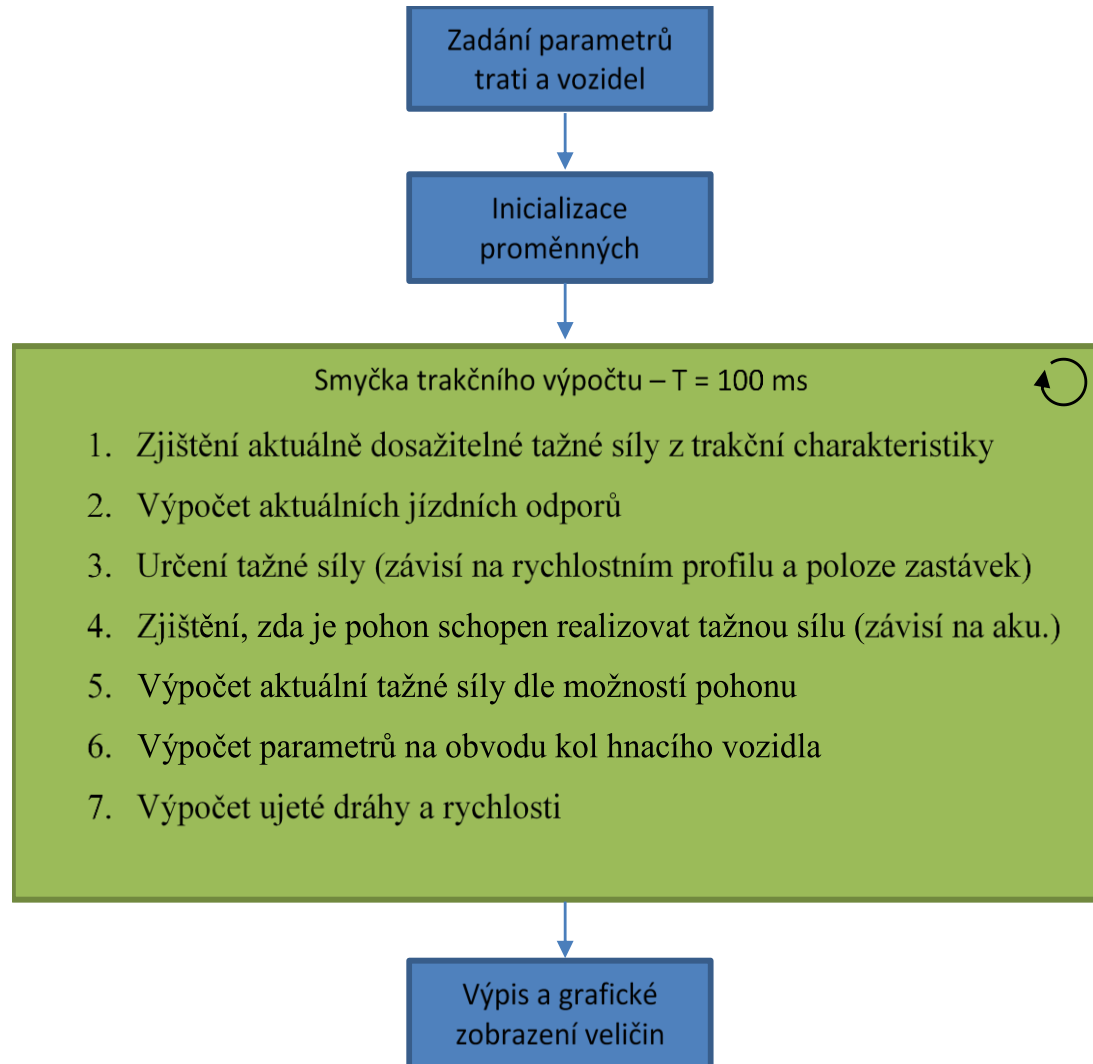 Zadání parametrů
trati a vozidel
Inicializace
proměnných
Smyčka trakčního výpočtu – T = 100 ms
1. Zjištění aktuálně dosažitelné tažné síly z trakční charakteristiky
2. Výpočet aktuálních jízdních odporů
3. Určení tažné síly (závisí na rychlostním profilu a poloze zastávek)
4. Zjištění, zda je pohon schopen realizovat tažnou sílu (závisí na aku.)
5. Výpočet aktuální tažné síly dle možností pohonu
6. Výpočet parametrů na obvodu kol hnacího vozidla
7. Výpočet ujeté dráhy a rychlosti
Výpis a grafické
zobrazení veličin